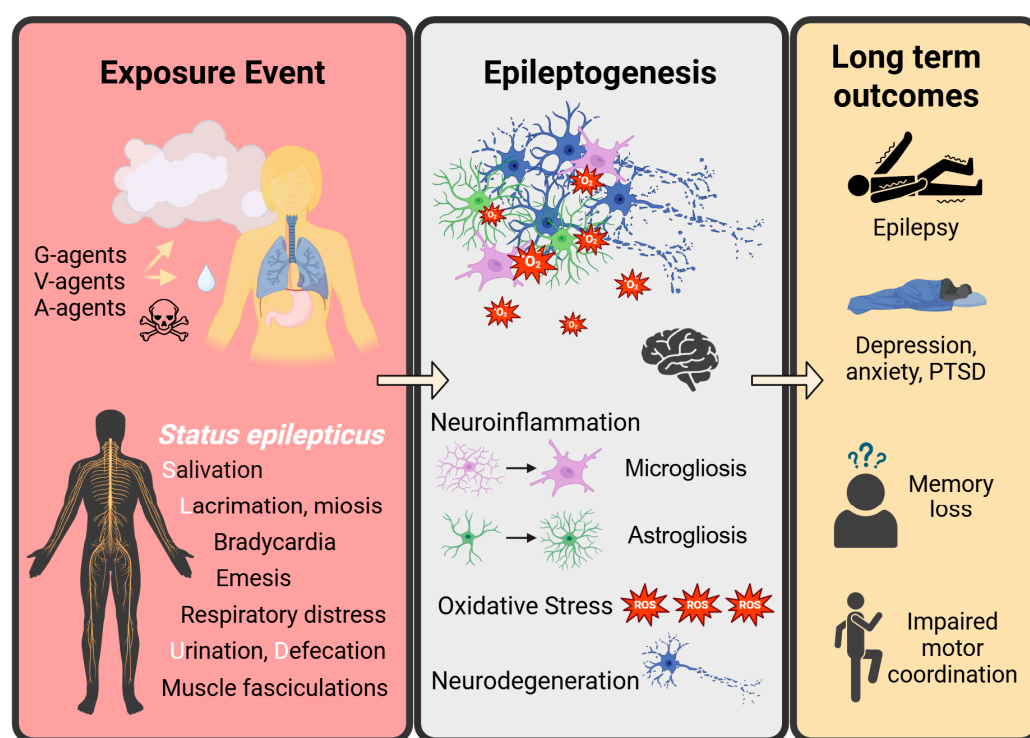 Exposure Event
G-agents
V-agents
A-agents
Status epilepticus
Salivation
Lacrimation, miosis
Bradycardia
Emesis
Respiratory distress
Urination, Defecation
Muscle fasciculations
Epileptogenesis
O₂
O₂
O₂
O₂
O₂
O₂
O₂
Neuroinflammation
Microgliosis
Astrogliosis
Oxidative Stress ROS ROS ROS
Neurodegeneration
Long term
outcomes
Epilepsy
Depression,
anxiety, PTSD
???
Memory
loss
Impaired
motor
coordination